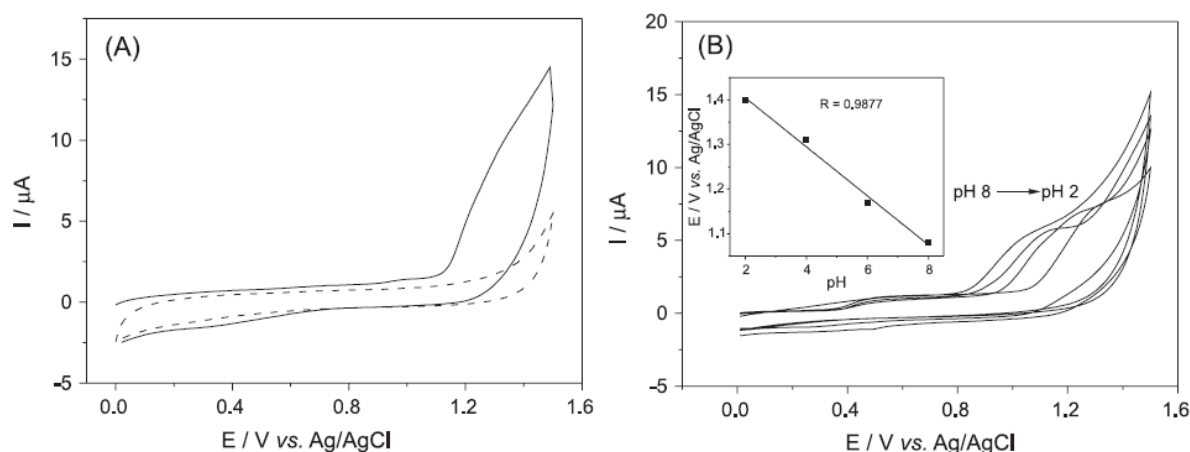 (A)
15
10
5
0
−5
0.0 0.4 0.8 1.2 1.6
I / μA
E / V vs. Ag/AgCl
(B)
20
15
10
5
0
−5
0.0 0.4 0.8 1.2 1.6
I / μA
E / V vs. Ag/AgCl
R = 0.9877
1,4
1,3
1,2
1,1
2 4 6 8
E / V vs. Ag/AgCl
pH
pH 8 → pH 2